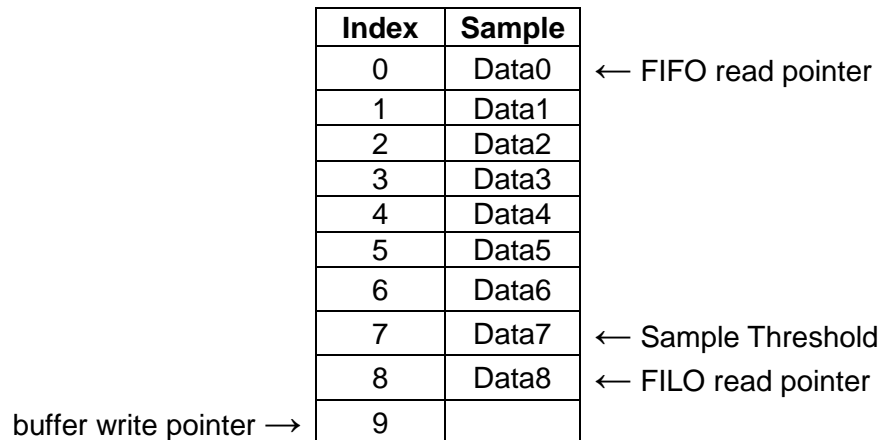 Index Sample
0 Data0 ← FIFO read pointer
1 Data1
2 Data2
3 Data3
4 Data4
5 Data5
6 Data6
7 Data7 ← Sample Threshold
8 Data8 ← FILO read pointer
buffer write pointer → 9